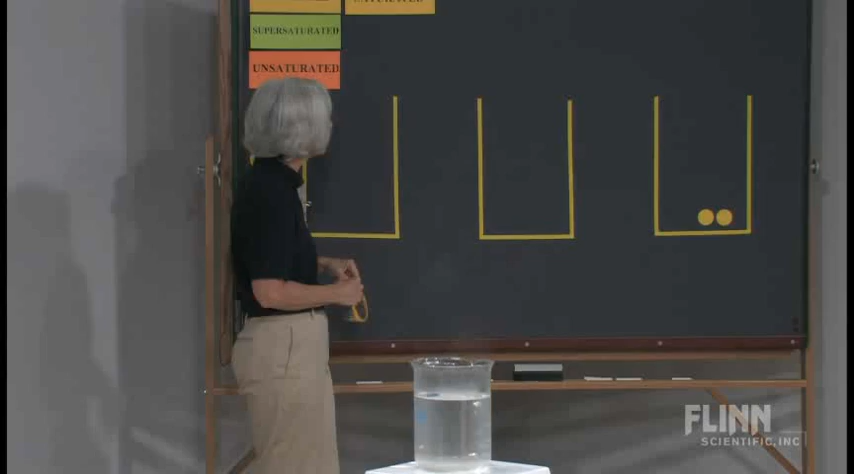 SUPERSATURATED
UNSATURATED
FLINN
SCIENTIFIC, INC